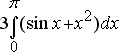 3∫₀^π (sin x+x²)dx